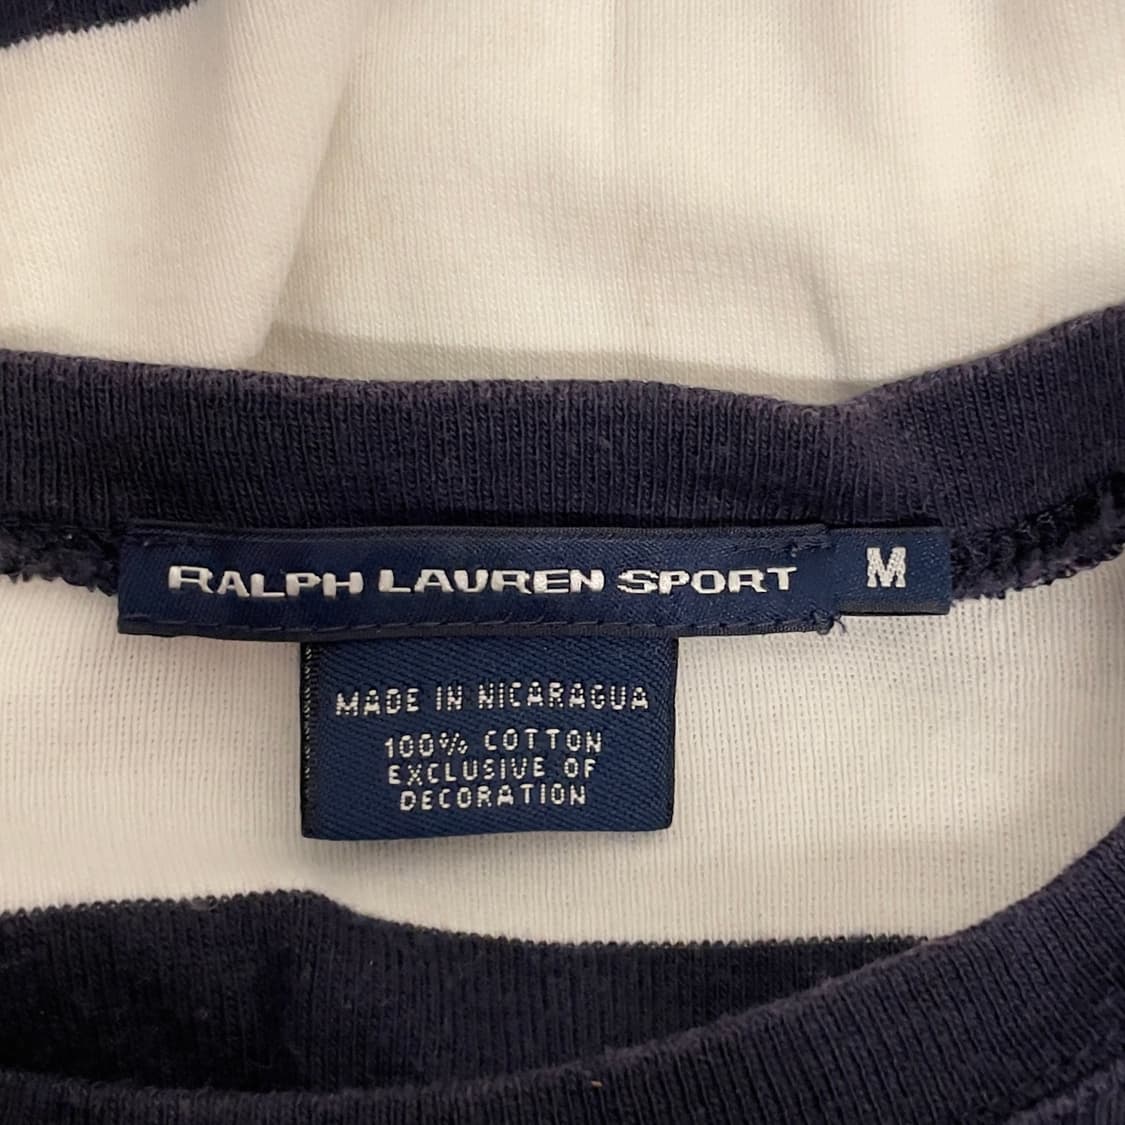 RALPH LAUREN SPORT M
MADE IN NICARAGUA
100% COTTON
EXCLUSIVE OF
DECORATION